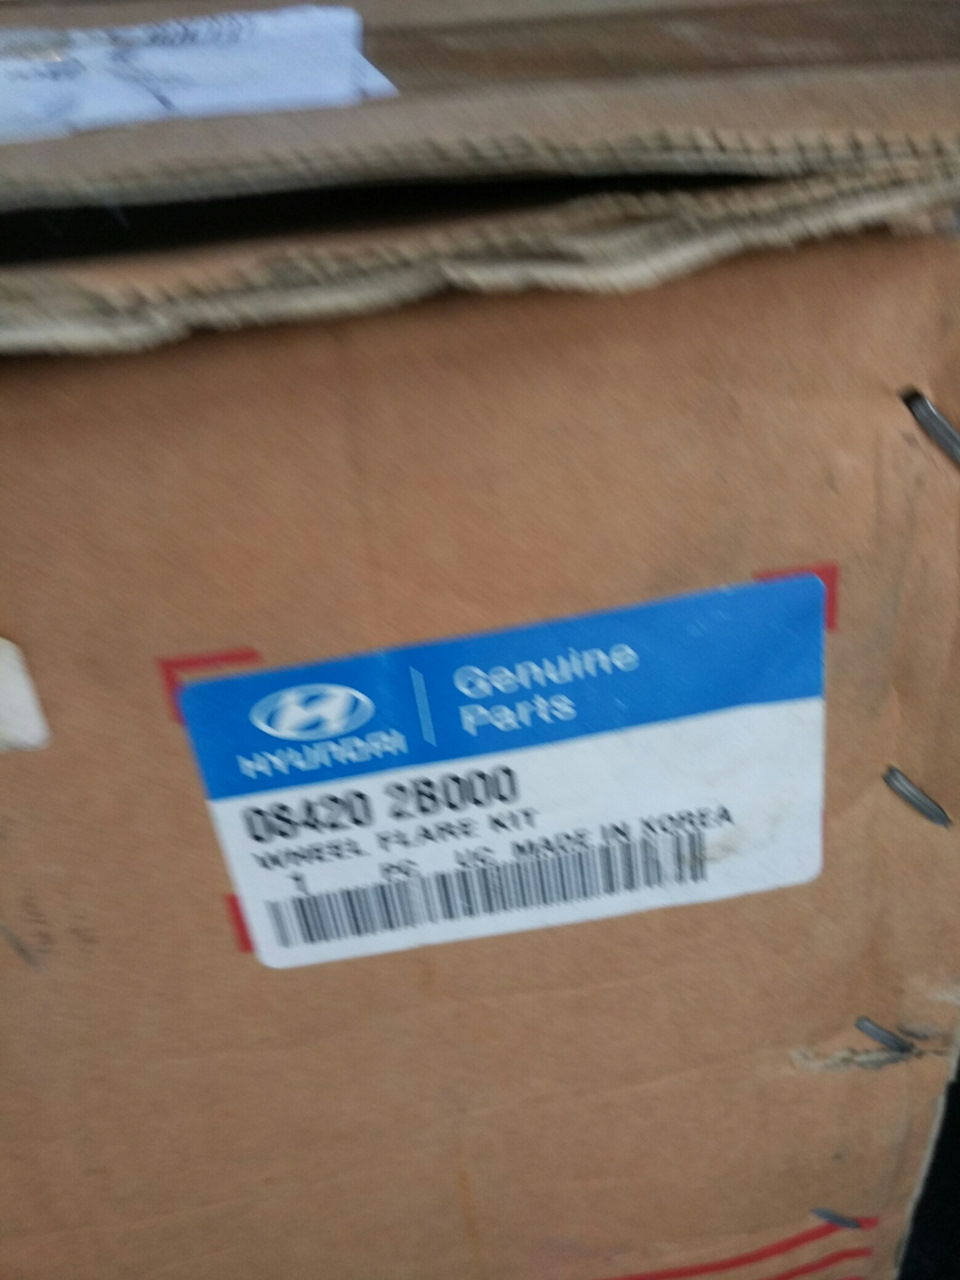 HYUNDAI
Genuine
Parts
08420 2B000
WHEEL FLARE KIT
1 PC UC MADE IN KOREA